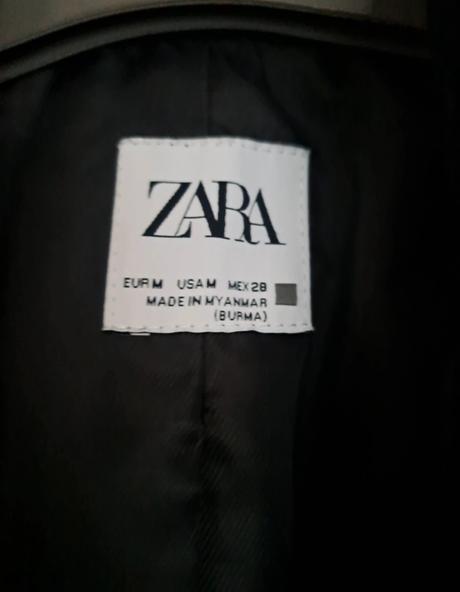 ZARA
EUR M USA M MEX 28
MADE IN MYANMAR
(BURMA)